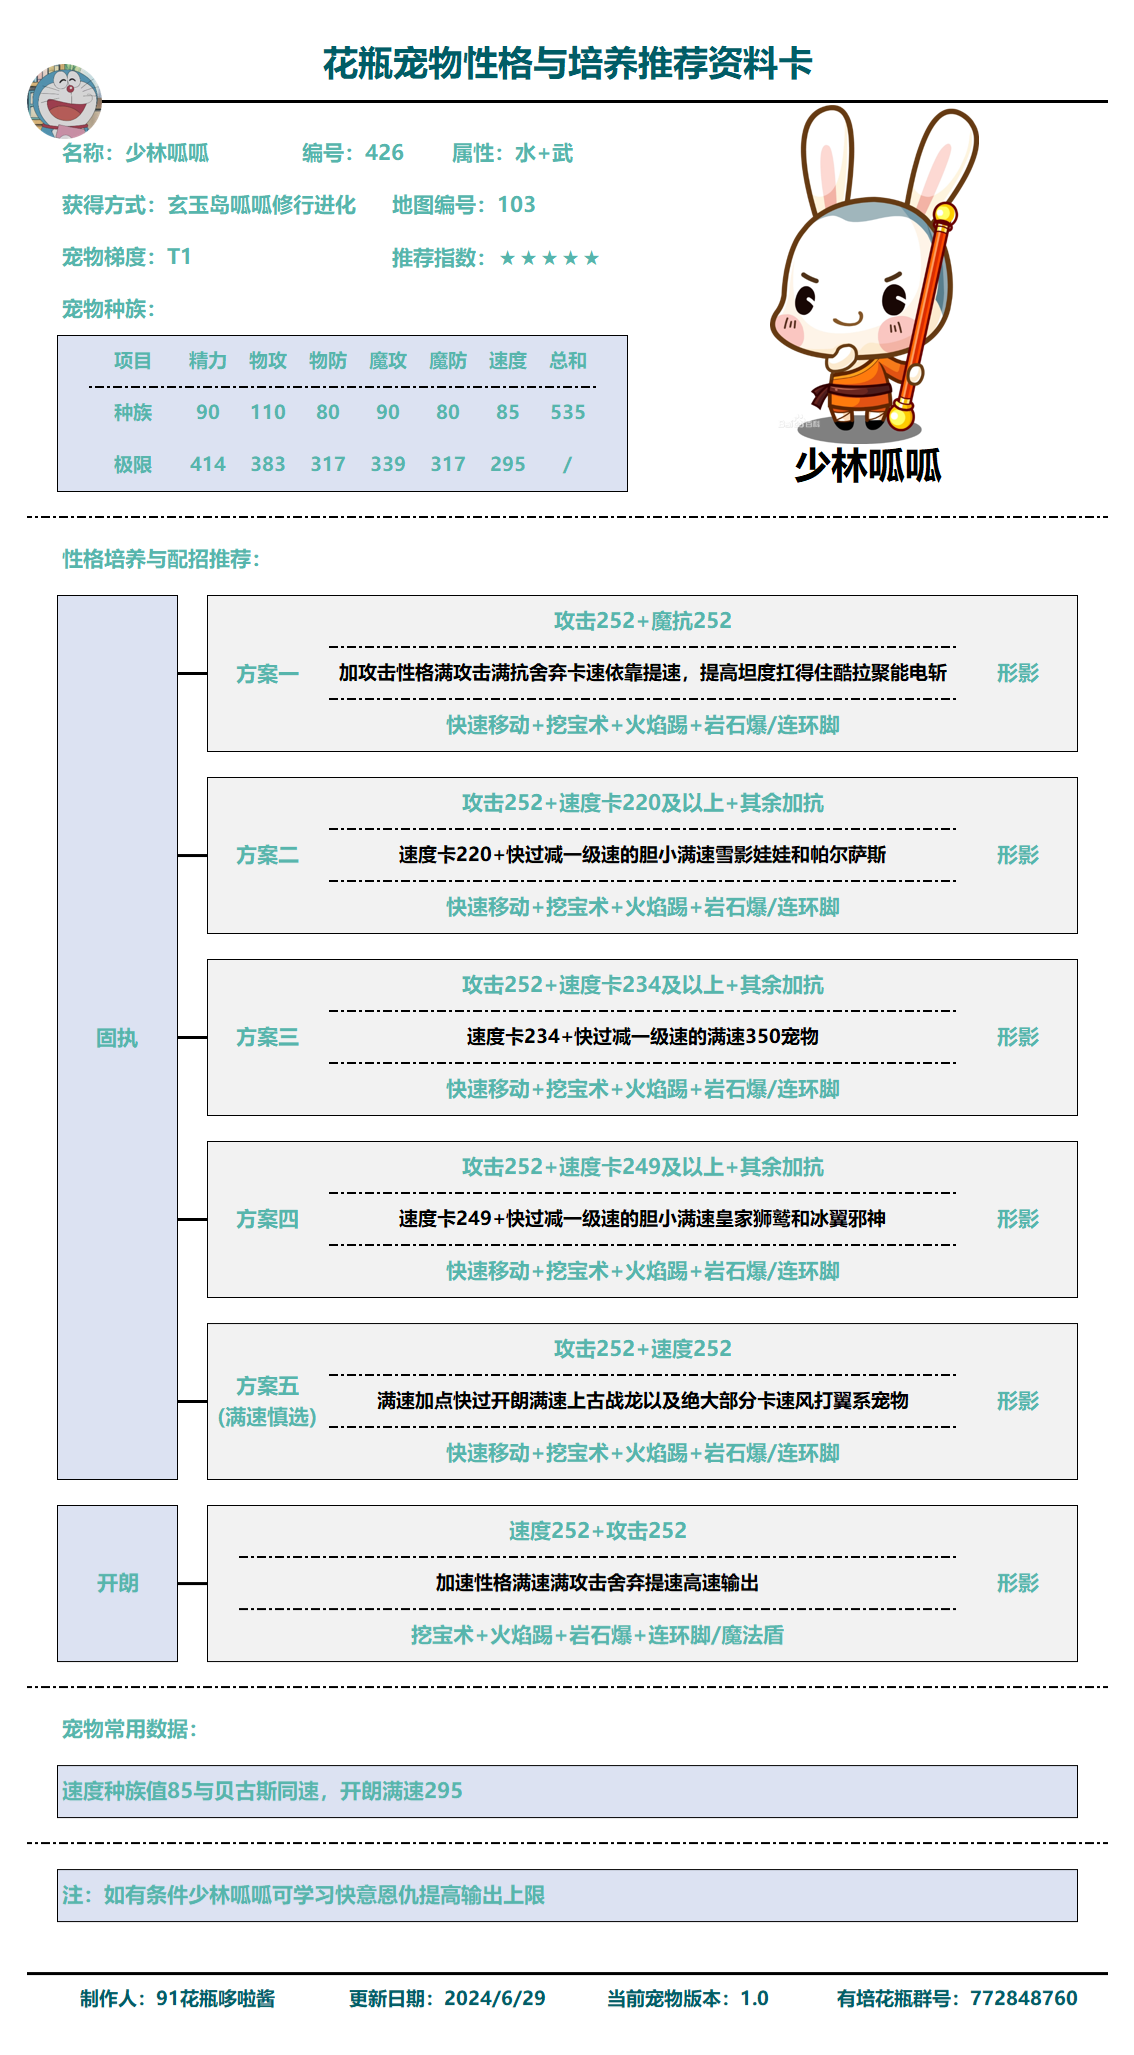 花瓶宠物性格与培养推荐资料卡
名称：少林呱呱 编号：426 属性：水+武
获得方式：玄玉岛呱呱修行进化 地图编号：103
宠物梯度：T1 推荐指数：★★★★★
宠物种族：
项目 精力 物攻 物防 魔攻 魔防 速度 总和
种族 90 110 80 90 80 85 535
极限 414 383 317 339 317 295 /
少林呱呱
性格培养与配招推荐：
固执
方案一
攻击252+魔抗252
加攻击性格满攻击满抗舍弃卡速依靠提速，提高坦度扛得住酷拉聚能电斩
快速移动+挖宝术+火焰踢+岩石爆/连环脚
形影
方案二
攻击252+速度卡220及以上+其余加抗
速度卡220+快过减一级速的胆小满速雪影娃娃和帕尔萨斯
快速移动+挖宝术+火焰踢+岩石爆/连环脚
形影
方案三
攻击252+速度卡234及以上+其余加抗
速度卡234+快过减一级速的满速350宠物
快速移动+挖宝术+火焰踢+岩石爆/连环脚
形影
方案四
攻击252+速度卡249及以上+其余加抗
速度卡249+快过减一级速的胆小满速皇家狮鹫和冰翼邪神
快速移动+挖宝术+火焰踢+岩石爆/连环脚
形影
方案五
(满速慎选)
攻击252+速度252
满速加点快过开朗满速上古战龙以及绝大部分卡速风打翼系宠物
快速移动+挖宝术+火焰踢+岩石爆/连环脚
形影
开朗
速度252+攻击252
加速性格满速满攻击舍弃提速高速输出
挖宝术+火焰踢+岩石爆+连环脚/魔法盾
形影
宠物常用数据：
速度种族值85与贝古斯同速，开朗满速295
注：如有条件少林呱呱可学习快意恩仇提高输出上限
制作人：91花瓶哆啦酱 更新日期：2024/6/29 当前宠物版本：1.0 有培花瓶群号：772848760